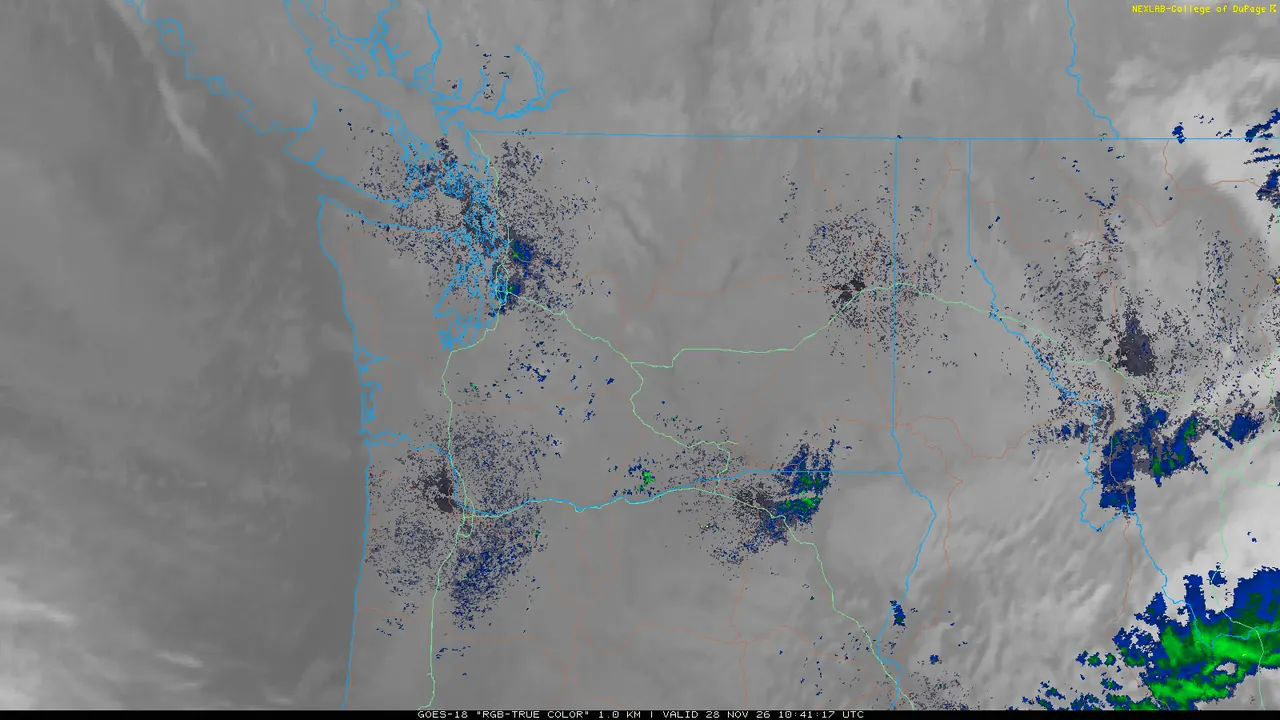 NEXLAB-College of DuPage
GOES-18 "RGB-TRUE COLOR" 1.0 KM | VALID 28 NOV 26 10:41:17 UTC